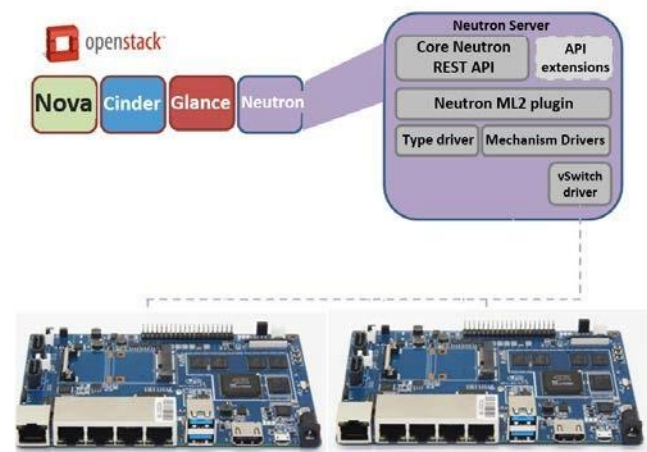 openstack
Nova
Cinder
Glance
Neutron
Neutron Server
Core Neutron
REST API
API
extensions
Neutron ML2 plugin
Type driver
Mechanism Drivers
vSwitch
driver